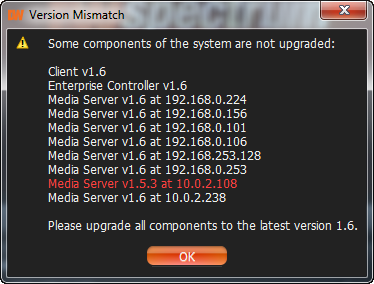 Version Mismatch
Some components of the system are not upgraded:
Client v1.6
Enterprise Controller v1.6
Media Server v1.6 at 192.168.0.224
Media Server v1.6 at 192.168.0.156
Media Server v1.6 at 192.168.0.101
Media Server v1.6 at 192.168.0.106
Media Server v1.6 at 192.168.253.128
Media Server v1.6 at 192.168.0.253
Media Server v1.5.3 at 10.0.2.108
Media Server v1.6 at 10.0.2.238
Please upgrade all components to the latest version 1.6.
OK